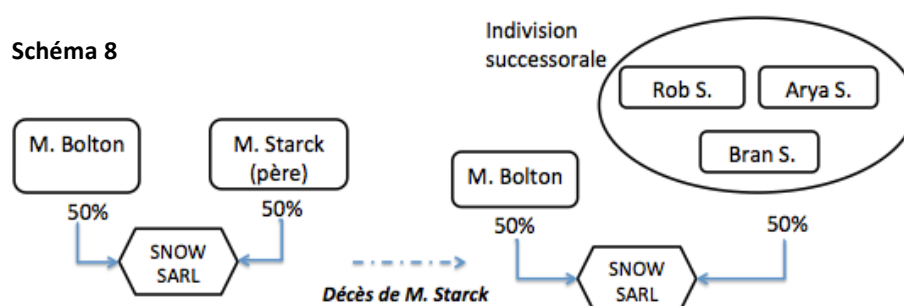 Schéma 8
M. Bolton
M. Starck
(père)
50%
50%
SNOW
SARL
Décès de M. Starck
Indivision
successorale
Rob S.
Arya S.
Bran S.
M. Bolton
50%
50%
SNOW
SARL